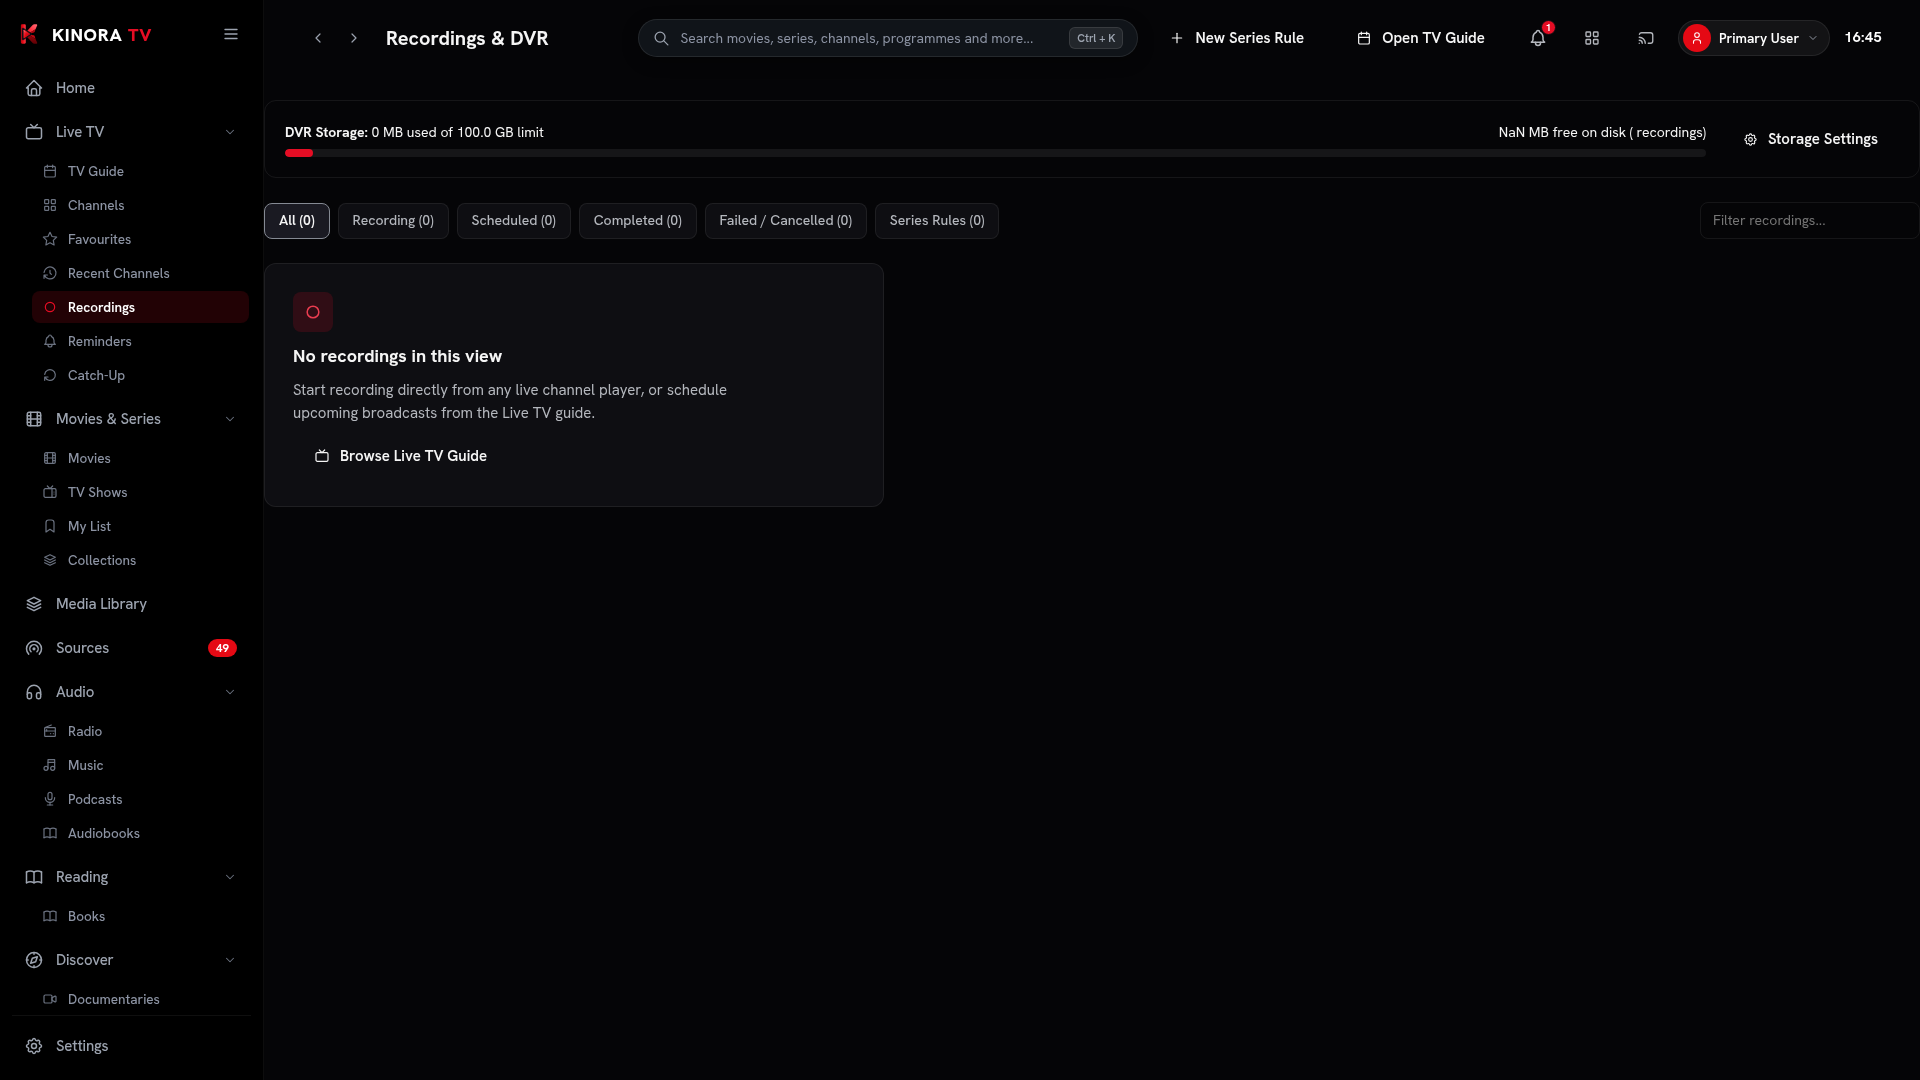 KINORA TV
Recordings & DVR
Search movies, series, channels, programmes and more...
Ctrl + K
New Series Rule
Open TV Guide
1
Primary User
16:45
Home
Live TV
TV Guide
Channels
Favourites
Recent Channels
Recordings
Reminders
Catch-Up
Movies & Series
Movies
TV Shows
My List
Collections
Media Library
Sources
49
Audio
Radio
Music
Podcasts
Audiobooks
Reading
Books
Discover
Documentaries
Settings
DVR Storage: 0 MB used of 100.0 GB limit
NaN MB free on disk ( recordings)
Storage Settings
All (0)
Recording (0)
Scheduled (0)
Completed (0)
Failed / Cancelled (0)
Series Rules (0)
Filter recordings...
No recordings in this view
Start recording directly from any live channel player, or schedule
upcoming broadcasts from the Live TV guide.
Browse Live TV Guide